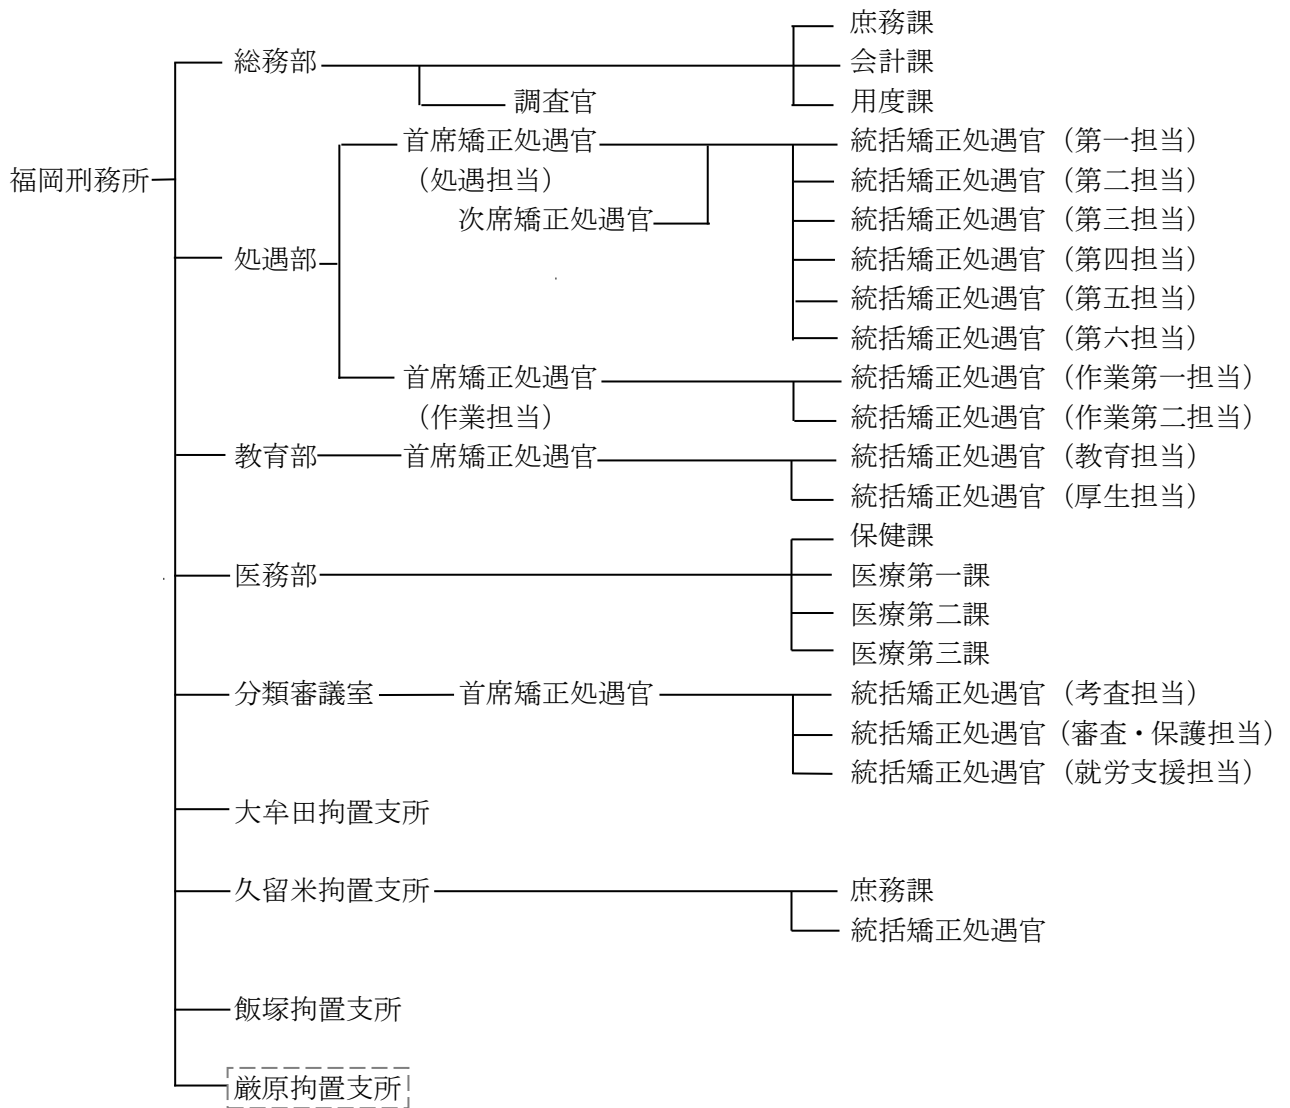 庶務課
総務部 会計課
調査官 用度課
首席矯正処遇官 統括矯正処遇官（第一担当）
福岡刑務所 （処遇担当） 統括矯正処遇官（第二担当）
次席矯正処遇官 統括矯正処遇官（第三担当）
処遇部 統括矯正処遇官（第四担当）
統括矯正処遇官（第五担当）
統括矯正処遇官（第六担当）
首席矯正処遇官 統括矯正処遇官（作業第一担当）
（作業担当） 統括矯正処遇官（作業第二担当）
教育部 首席矯正処遇官 統括矯正処遇官（教育担当）
統括矯正処遇官（厚生担当）
保健課
医務部 医療第一課
医療第二課
医療第三課
分類審議室 首席矯正処遇官 統括矯正処遇官（考査担当）
統括矯正処遇官（審査・保護担当）
統括矯正処遇官（就労支援担当）
大牟田拘置支所
久留米拘置支所 庶務課
統括矯正処遇官
飯塚拘置支所
厳原拘置支所